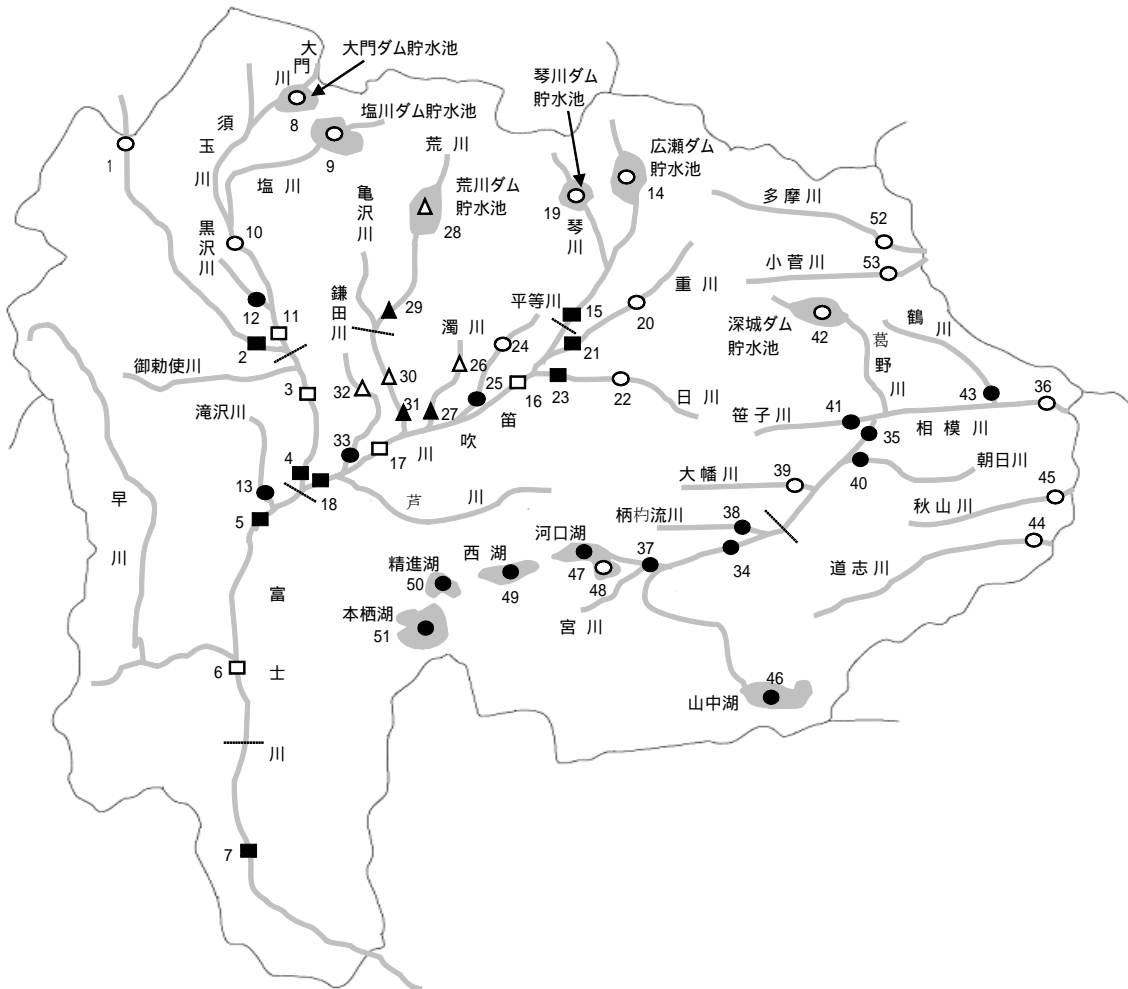 大門川
大門ダム貯水池
8
塩川ダム貯水池
9
須玉川
塩川
1
10
黒沢川
12
11
2
御勅使川
3
滝沢川
4
13
5
18
早川
富士川
6
7
荒川
荒川ダム
貯水池
28
亀沢川
29
鎌田川
32
30
31
濁川
26
27
24
25
33
17
笛吹川
芦川
琴川ダム
貯水池
19
琴川
広瀬ダム
貯水池
14
平等川
15
重川
20
21
16
23
22
日川
多摩川
52
小菅川
53
深城ダム
貯水池
42
葛野川
鶴川
43
36
笹子川
41
35
相模川
40
朝日川
大幡川
39
45
秋山川
44
道志川
柄杓流川
38
34
37
宮川
河口湖
47
48
西湖
49
精進湖
50
本栖湖
51
46
山中湖